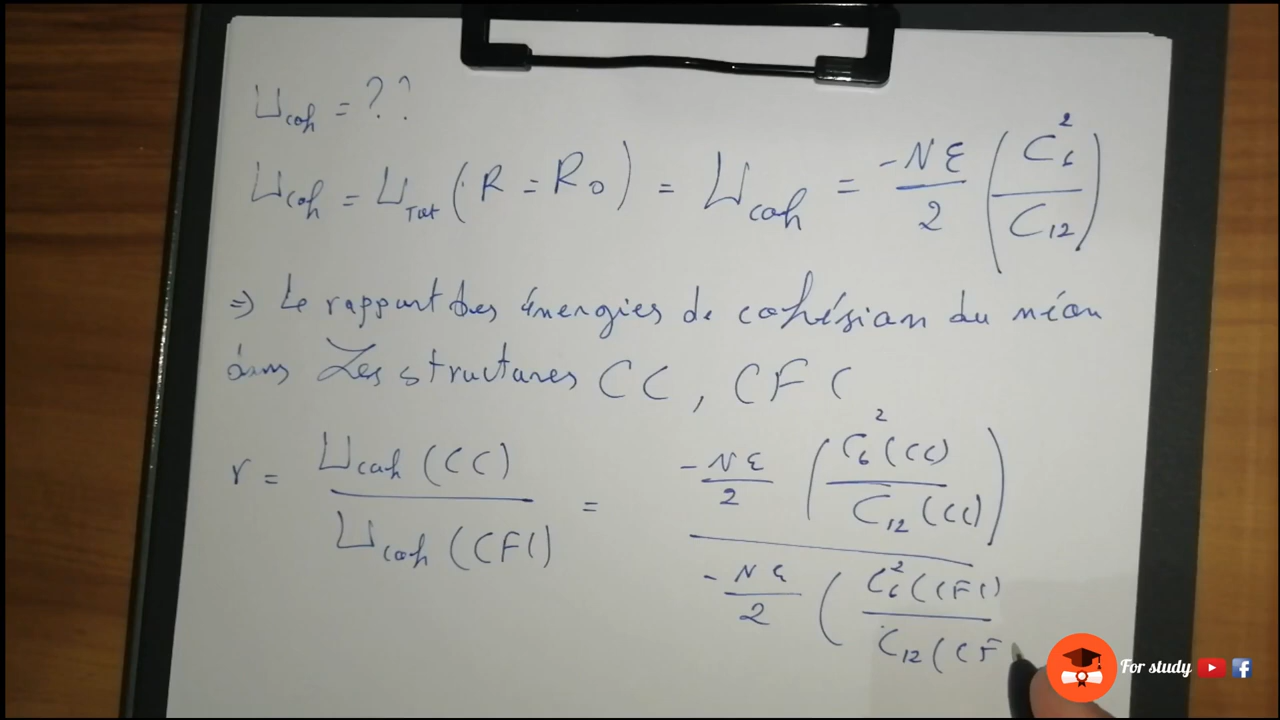 U_coh = ??
U_coh = U_Tot (R = R_0) = U_coh = -Nε/2 (C_6^2/C_12)
=> Le rapport des énergies de cohésion du néon
dans Les structures CC, CFC
r = U_coh (CC)/U_coh (CFC) = -Nε/2 (C_6^2(CC)/C_12(CC))/-Nε/2 (C_6^2(CFC)/C_12(CF
For study